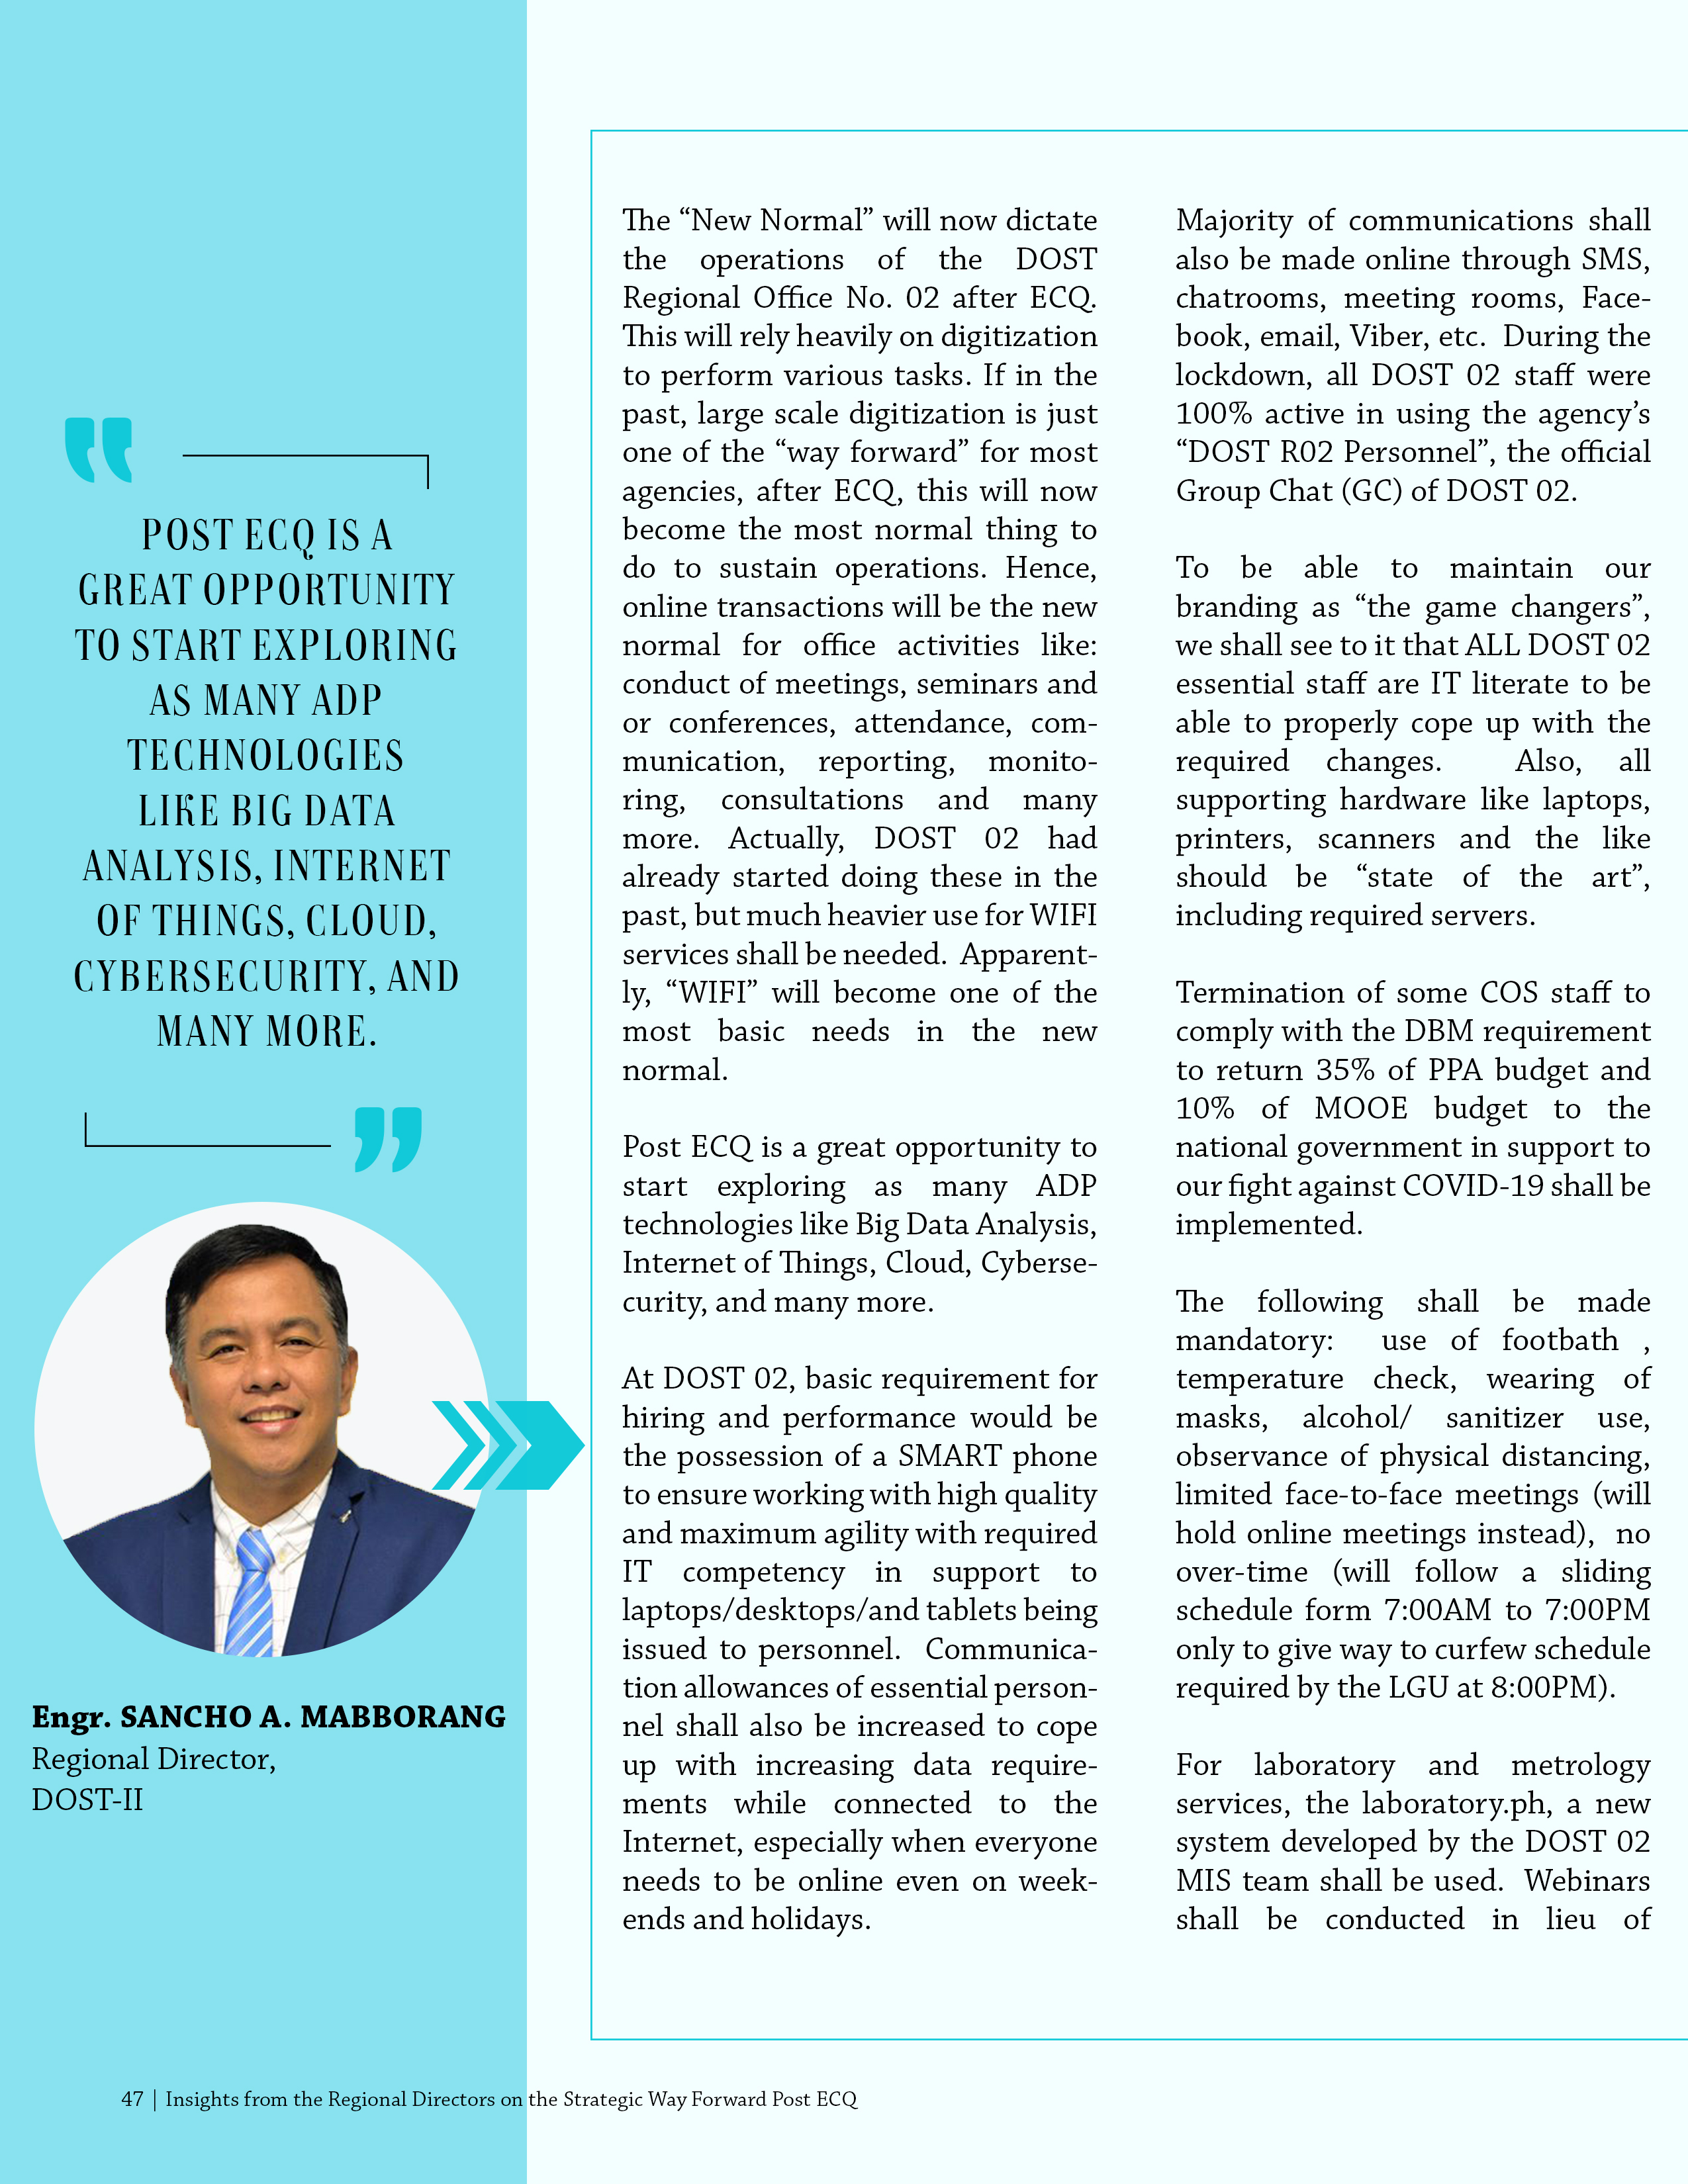 POST ECQ IS A
GREAT OPPORTUNITY
TO START EXPLORING
AS MANY ADP
TECHNOLOGIES
LIKE BIG DATA
ANALYSIS, INTERNET
OF THINGS, CLOUD,
CYBERSECURITY, AND
MANY MORE.
Engr. SANCHO A. MABBORANG
Regional Director,
DOST-II
The “New Normal” will now dictate
the operations of the DOST
Regional Office No. 02 after ECQ.
This will rely heavily on digitization
to perform various tasks. If in the
past, large scale digitization is just
one of the “way forward” for most
agencies, after ECQ, this will now
become the most normal thing to
do to sustain operations. Hence,
online transactions will be the new
normal for office activities like:
conduct of meetings, seminars and
or conferences, attendance, com-
munication, reporting, monito-
ring, consultations and many
more. Actually, DOST 02 had
already started doing these in the
past, but much heavier use for WIFI
services shall be needed. Apparent-
ly, “WIFI” will become one of the
most basic needs in the new
normal.
Post ECQ is a great opportunity to
start exploring as many ADP
technologies like Big Data Analysis,
Internet of Things, Cloud, Cyberse-
curity, and many more.
At DOST 02, basic requirement for
hiring and performance would be
the possession of a SMART phone
to ensure working with high quality
and maximum agility with required
IT competency in support to
laptops/desktops/and tablets being
issued to personnel. Communica-
tion allowances of essential person-
nel shall also be increased to cope
up with increasing data require-
ments while connected to the
Internet, especially when everyone
needs to be online even on week-
ends and holidays.
Majority of communications shall
also be made online through SMS,
chatrooms, meeting rooms, Face-
book, email, Viber, etc. During the
lockdown, all DOST 02 staff were
100% active in using the agency’s
“DOST R02 Personnel”, the official
Group Chat (GC) of DOST 02.
To be able to maintain our
branding as “the game changers”,
we shall see to it that ALL DOST 02
essential staff are IT literate to be
able to properly cope up with the
required changes. Also, all
supporting hardware like laptops,
printers, scanners and the like
should be “state of the art”,
including required servers.
Termination of some COS staff to
comply with the DBM requirement
to return 35% of PPA budget and
10% of MOOE budget to the
national government in support to
our fight against COVID-19 shall be
implemented.
The following shall be made
mandatory: use of footbath ,
temperature check, wearing of
masks, alcohol/ sanitizer use,
observance of physical distancing,
limited face-to-face meetings (will
hold online meetings instead), no
over-time (will follow a sliding
schedule form 7:00AM to 7:00PM
only to give way to curfew schedule
required by the LGU at 8:00PM).
For laboratory and metrology
services, the laboratory.ph, a new
system developed by the DOST 02
MIS team shall be used. Webinars
shall be conducted in lieu of
47 | Insights from the Regional Directors on the Strategic Way Forward Post ECQ